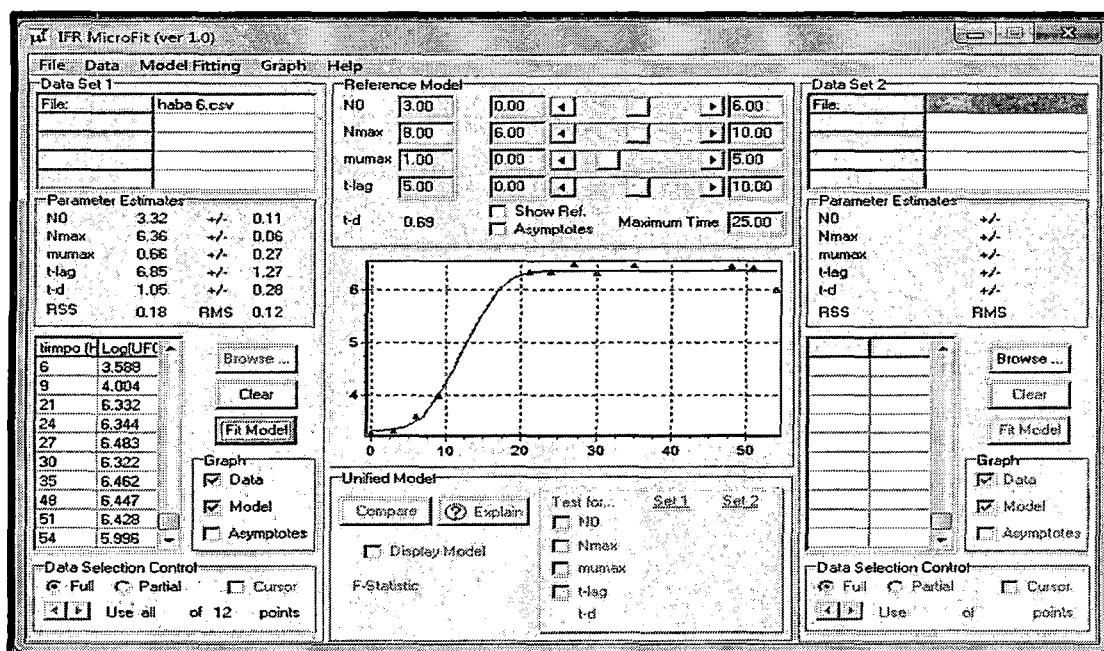 µf IFR MicroFit (ver 1.0)
File Data Model Fitting Graph Help
Data Set 1
File: haba 6.csv
Parameter Estimates
N0 3.32 +/- 0.11
Nmax 6.36 +/- 0.06
mumax 0.66 +/- 0.27
t-lag 6.85 +/- 1.27
t-d 1.05 +/- 0.28
RSS 0.18 RMS 0.12
tiempo (H Log(UFC
6 3.588
9 4.004
21 6.332
24 6.344
27 6.483
30 6.322
35 6.462
48 6.447
51 6.428
54 5.996
Browse ...
Clear
Fit Model
Graph
Data
Model
Asymptotes
Data Selection Control
Full Partial Cursor
Use all of 12 points
Reference Model
N0 3.00 0.00 6.00
Nmax 8.00 6.00 10.00
mumax 1.00 0.00 5.00
t-lag 5.00 0.00 10.00
t-d 0.69 Show Ref. Maximum Time 25.00
Asymptotes
6
5
4
0 10 20 30 40 50
Unified Model
Compare Explain
Display Model
F-Statistic
Test for... Set 1 Set 2
N0
Nmax
mumax
t-lag
t-d
Data Set 2
File:
Parameter Estimates
N0 +/-
Nmax +/-
mumax +/-
t-lag +/-
t-d +/-
RSS RMS
Browse ...
Clear
Fit Model
Graph
Data
Model
Asymptotes
Data Selection Control
Full Partial Cursor
Use of points